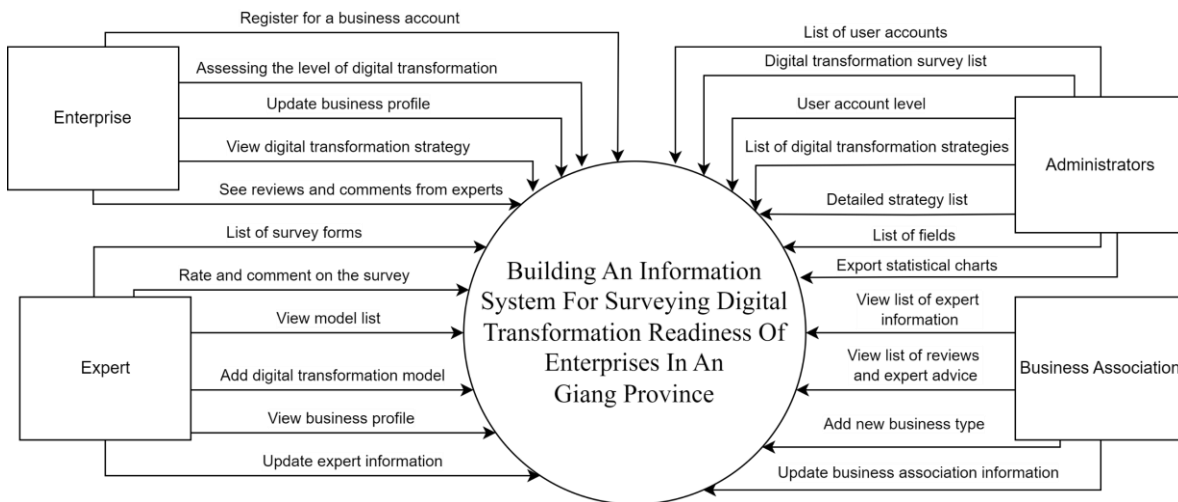 Register for a business account
Assessing the level of digital transformation
Enterprise
Update business profile
View digital transformation strategy
See reviews and comments from experts
List of survey forms
Rate and comment on the survey
View model list
Expert
Add digital transformation model
View business profile
Update expert information
Building An Information
System For Surveying Digital
Transformation Readiness Of
Enterprises In An
Giang Province
List of user accounts
Digital transformation survey list
User account level
List of digital transformation strategies
Administrators
Detailed strategy list
List of fields
Export statistical charts
View list of expert
information
View list of reviews
and expert advice
Business Association
Add new business type
Update business association information